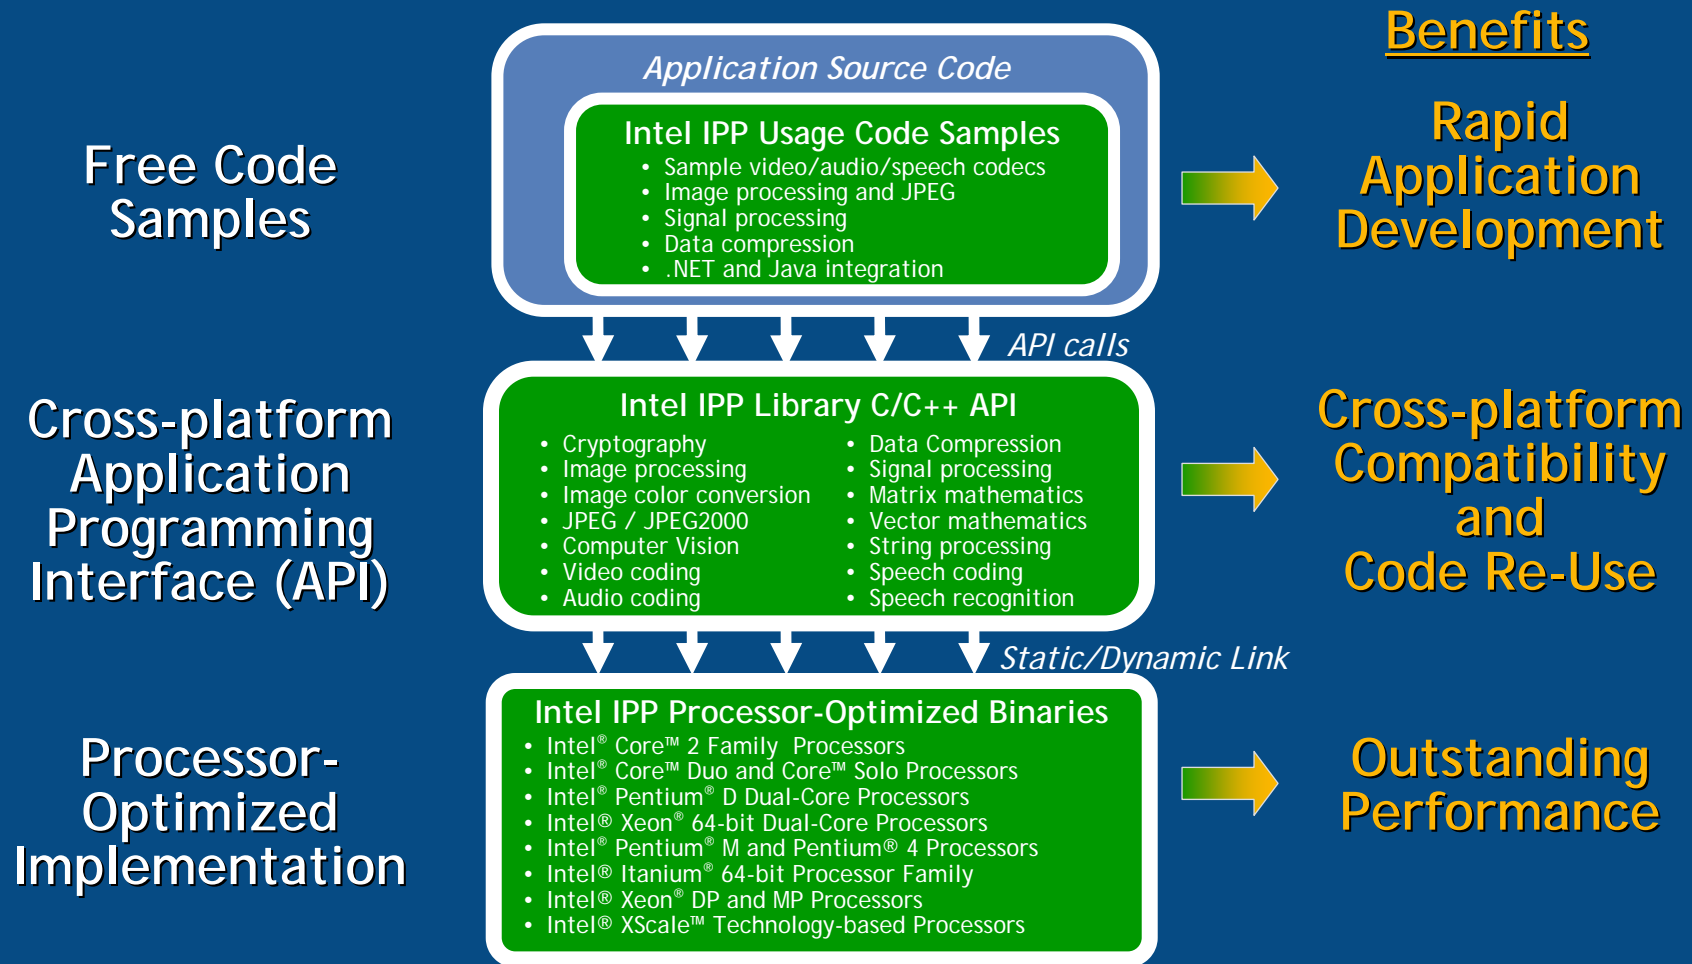 Benefits
Application Source Code
Intel IPP Usage Code Samples
• Sample video/audio/speech codecs
• Image processing and JPEG
• Signal processing
• Data compression
• .NET and Java integration
Free Code
Samples
Rapid
Application
Development
API calls
Cross-platform
Application
Programming
Interface (API)
Intel IPP Library C/C++ API
• Cryptography
• Image processing
• Image color conversion
• JPEG / JPEG2000
• Computer Vision
• Video coding
• Audio coding
• Data Compression
• Signal processing
• Matrix mathematics
• Vector mathematics
• String processing
• Speech coding
• Speech recognition
Cross-platform
Compatibility
and
Code Re-Use
Static/Dynamic Link
Processor-
Optimized
Implementation
Intel IPP Processor-Optimized Binaries
• Intel® Core™ 2 Family Processors
• Intel® Core™ Duo and Core™ Solo Processors
• Intel® Pentium® D Dual-Core Processors
• Intel® Xeon® 64-bit Dual-Core Processors
• Intel® Pentium® M and Pentium® 4 Processors
• Intel® Itanium® 64-bit Processor Family
• Intel® Xeon® DP and MP Processors
• Intel® XScale™ Technology-based Processors
Outstanding
Performance